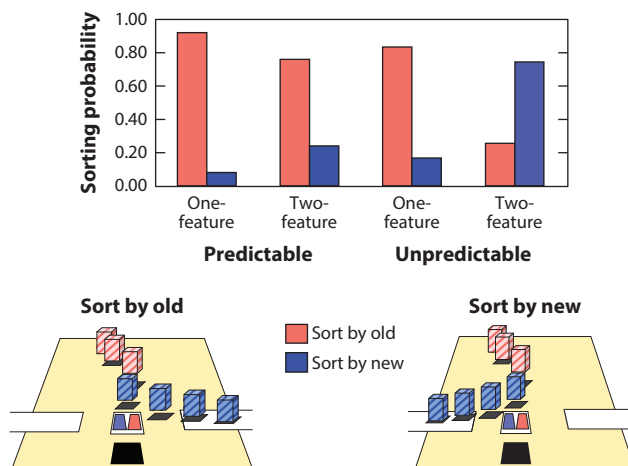 Sorting probability
1.00
0.80
0.60
0.40
0.20
0.00
One-
feature
Two-
feature
One-
feature
Two-
feature
Predictable
Unpredictable
Sort by old
Sort by old
Sort by new
Sort by new